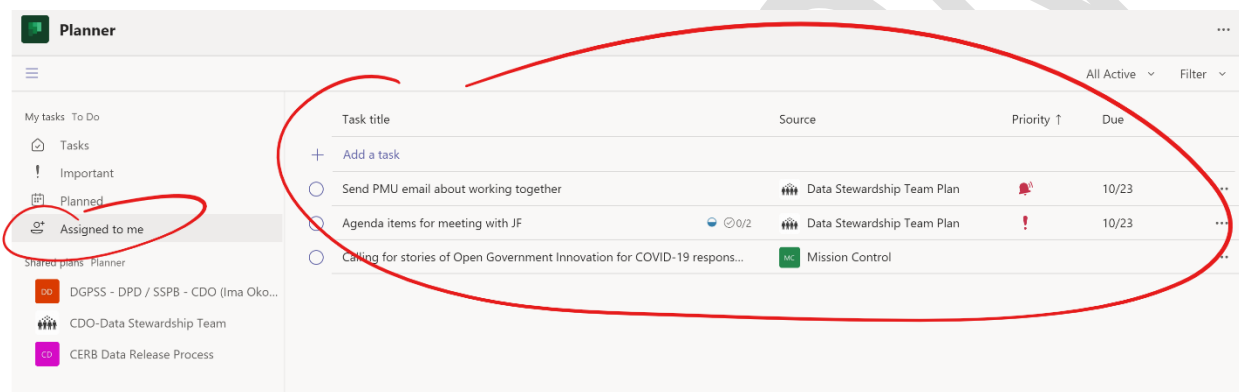 Planner
...
All Active Filter
My tasks To Do
Tasks
Important
Planned
Assigned to me
Shared plans Planner
DD DGPSS - DPD / SSPB - CDO (Ima Oko...
CDO-Data Stewardship Team
CD CERB Data Release Process
Task title Source Priority ↑ Due
+ Add a task
Send PMU email about working together Data Stewardship Team Plan 10/23 ...
Agenda items for meeting with JF 0/2 Data Stewardship Team Plan ! 10/23 ...
Calling for stories of Open Government Innovation for COVID-19 respons... MC Mission Control ...